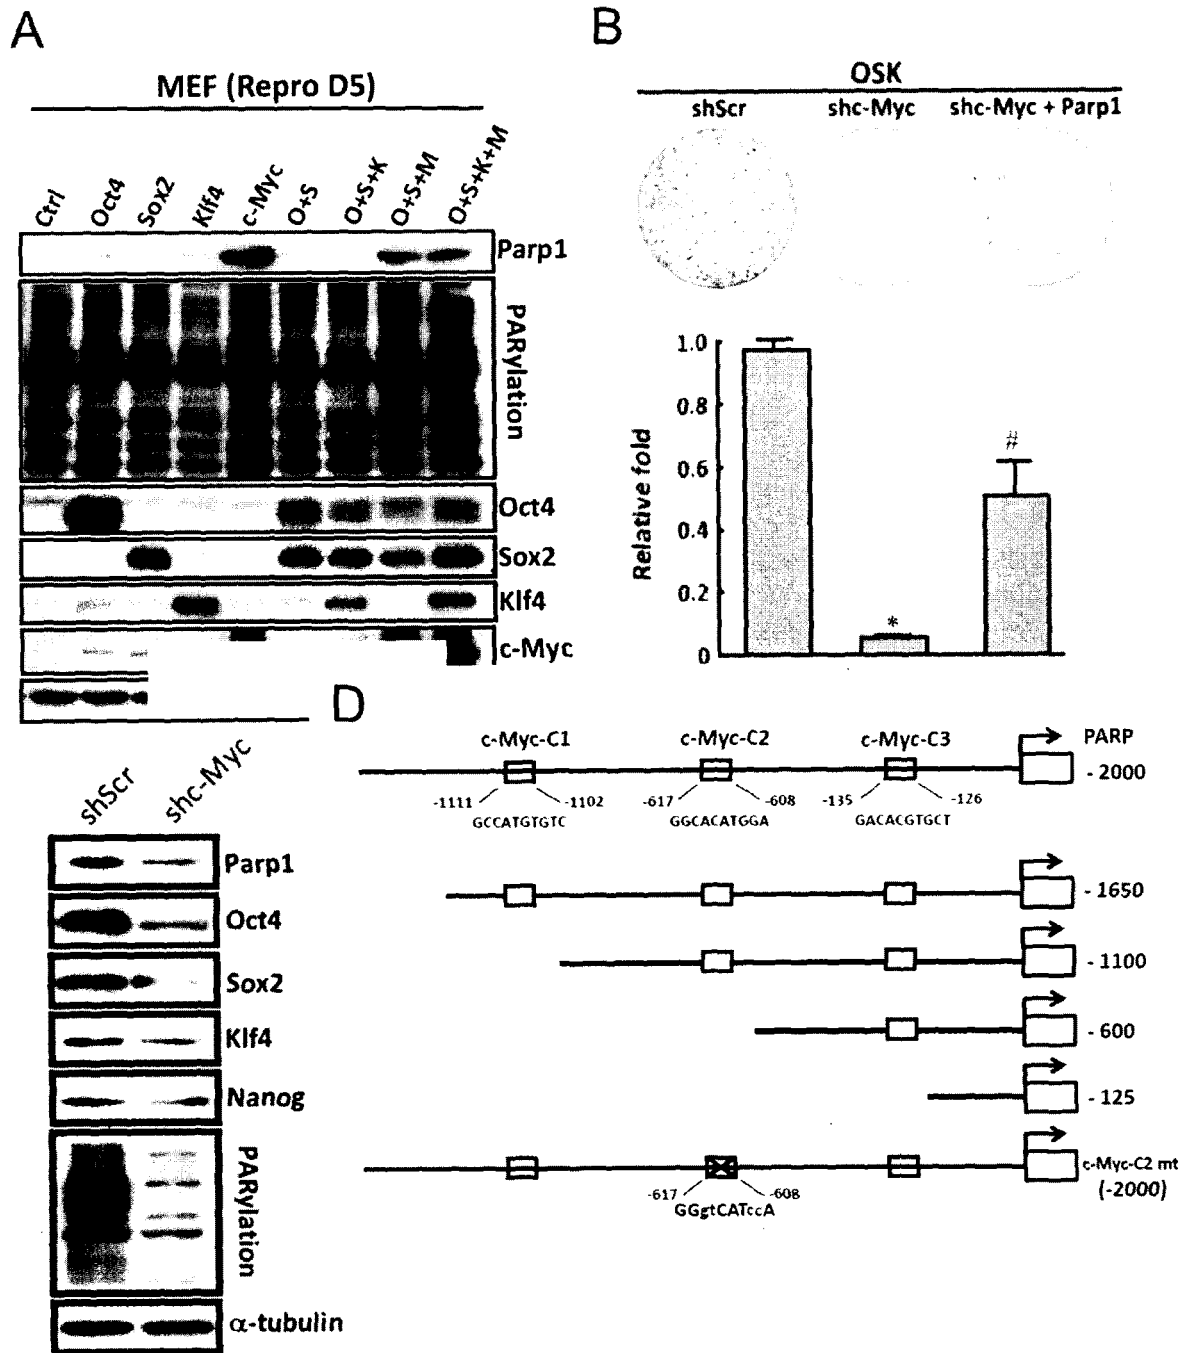 A
MEF (Repro D5)
Ctrl
Oct4
Sox2
Klf4
c-Myc
O+S
O+S+K
O+S+M
O+S+K+M
Parp1
PARylation
Oct4
Sox2
Klf4
c-Myc
B
OSK
shScr shc-Myc shc-Myc + Parp1
Relative fold
1.0
0.8
0.6
0.4
0.2
0
*
#
shScr
shc-Myc
Parp1
Oct4
Sox2
Klf4
Nanog
PARylation
α-tubulin
D
c-Myc-C1 c-Myc-C2 c-Myc-C3 PARP
- 2000
-1111 -1102 -617 -608 -135 -126
GCCATGTGTC GGCACATGGA GACACGTGCT
- 1650
- 1100
- 600
- 125
c-Myc-C2 mt
(-2000)
-617 -608
GGgtCATccA